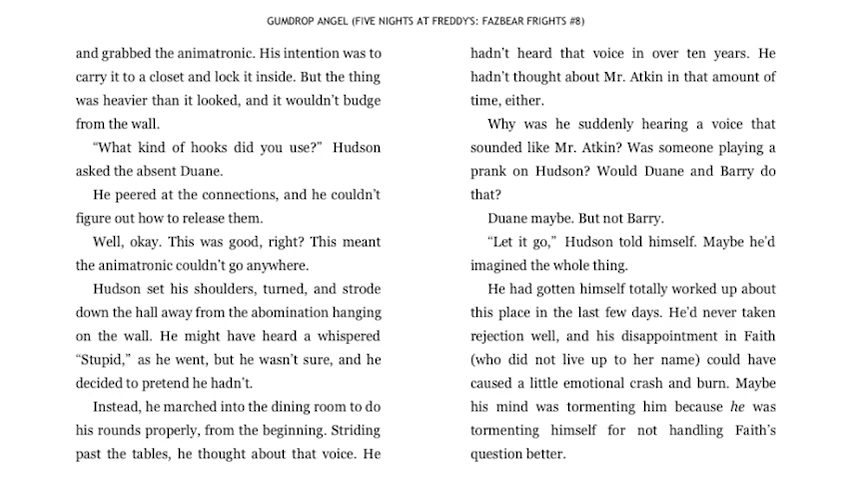 GUMDROP ANGEL (FIVE NIGHTS AT FREDDY'S: FAZBEAR FRIGHTS #8)
and grabbed the animatronic. His intention was to
carry it to a closet and lock it inside. But the thing
was heavier than it looked, and it wouldn't budge
from the wall.
"What kind of hooks did you use?" Hudson
asked the absent Duane.
He peered at the connections, and he couldn't
figure out how to release them.
Well, okay. This was good, right? This meant
the animatronic couldn't go anywhere.
Hudson set his shoulders, turned, and strode
down the hall away from the abomination hanging
on the wall. He might have heard a whispered
"Stupid," as he went, but he wasn't sure, and he
decided to pretend he hadn't.
Instead, he marched into the dining room to do
his rounds properly, from the beginning. Striding
past the tables, he thought about that voice. He
hadn't heard that voice in over ten years. He
hadn't thought about Mr. Atkin in that amount of
time, either.
Why was he suddenly hearing a voice that
sounded like Mr. Atkin? Was someone playing a
prank on Hudson? Would Duane and Barry do
that?
Duane maybe. But not Barry.
"Let it go," Hudson told himself. Maybe he'd
imagined the whole thing.
He had gotten himself totally worked up about
this place in the last few days. He'd never taken
rejection well, and his disappointment in Faith
(who did not live up to her name) could have
caused a little emotional crash and burn. Maybe
his mind was tormenting him because he was
tormenting himself for not handling Faith's
question better.